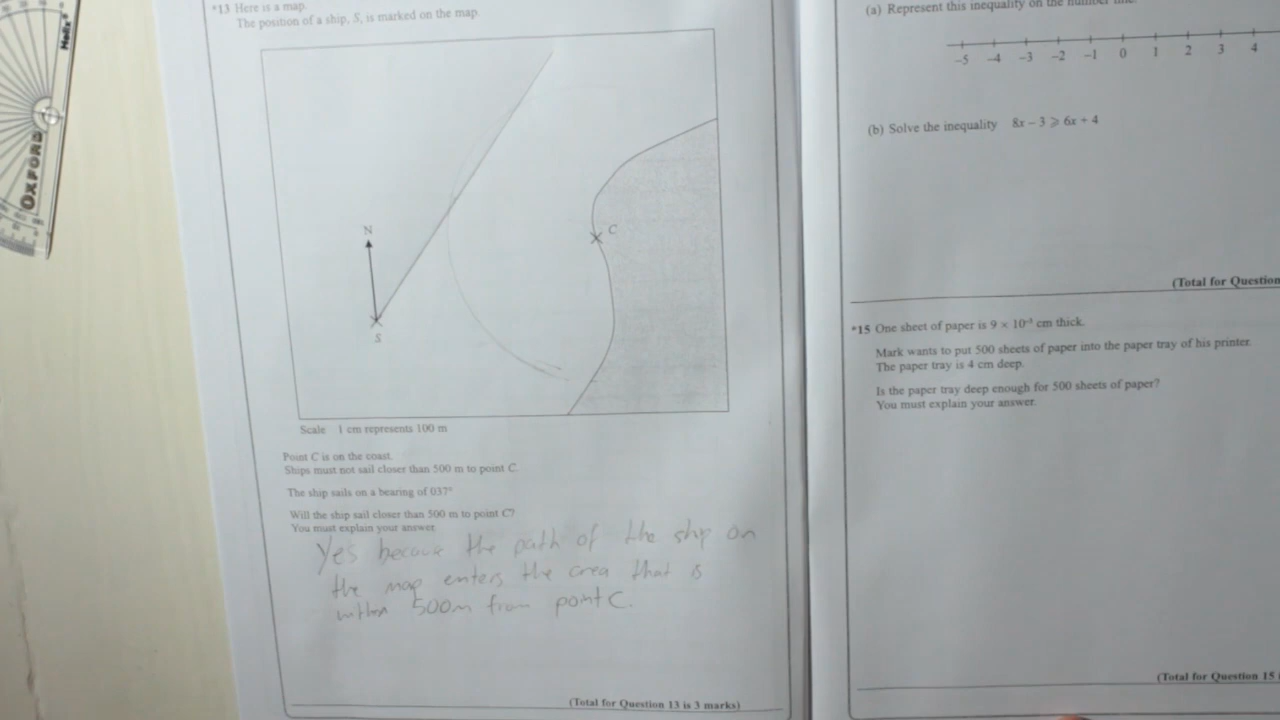 Helix
OXFORD
*13 Here is a map.
The position of a ship, S, is marked on the map.
N
S
C
Scale 1 cm represents 100 m
Point C is on the coast.
Ships must not sail closer than 500 m to point C.
The ship sails on a bearing of 037°
Will the ship sail closer than 500 m to point C?
You must explain your answer.
Yes because the path of the ship on
the map enters the area that is
within 500m from point C.
(Total for Question 13 is 3 marks)
(a) Represent this inequality on the number line.
-5 -4 -3 -2 -1 0 1 2 3 4
(b) Solve the inequality 8x – 3 ⩾ 6x + 4
(Total for Question
*15 One sheet of paper is 9 × 10⁻³ cm thick.
Mark wants to put 500 sheets of paper into the paper tray of his printer.
The paper tray is 4 cm deep.
Is the paper tray deep enough for 500 sheets of paper?
You must explain your answer.
(Total for Question 15